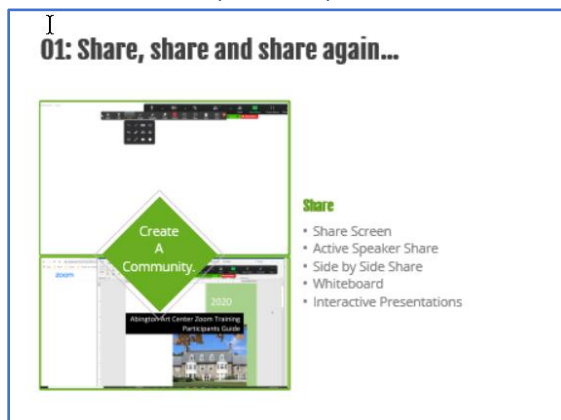 01: Share, share and share again...
Create
A
Community.
zoom
2020
Abington Art Center Zoom Training
Participants Guide
Share
• Share Screen
• Active Speaker Share
• Side by Side Share
• Whiteboard
• Interactive Presentations